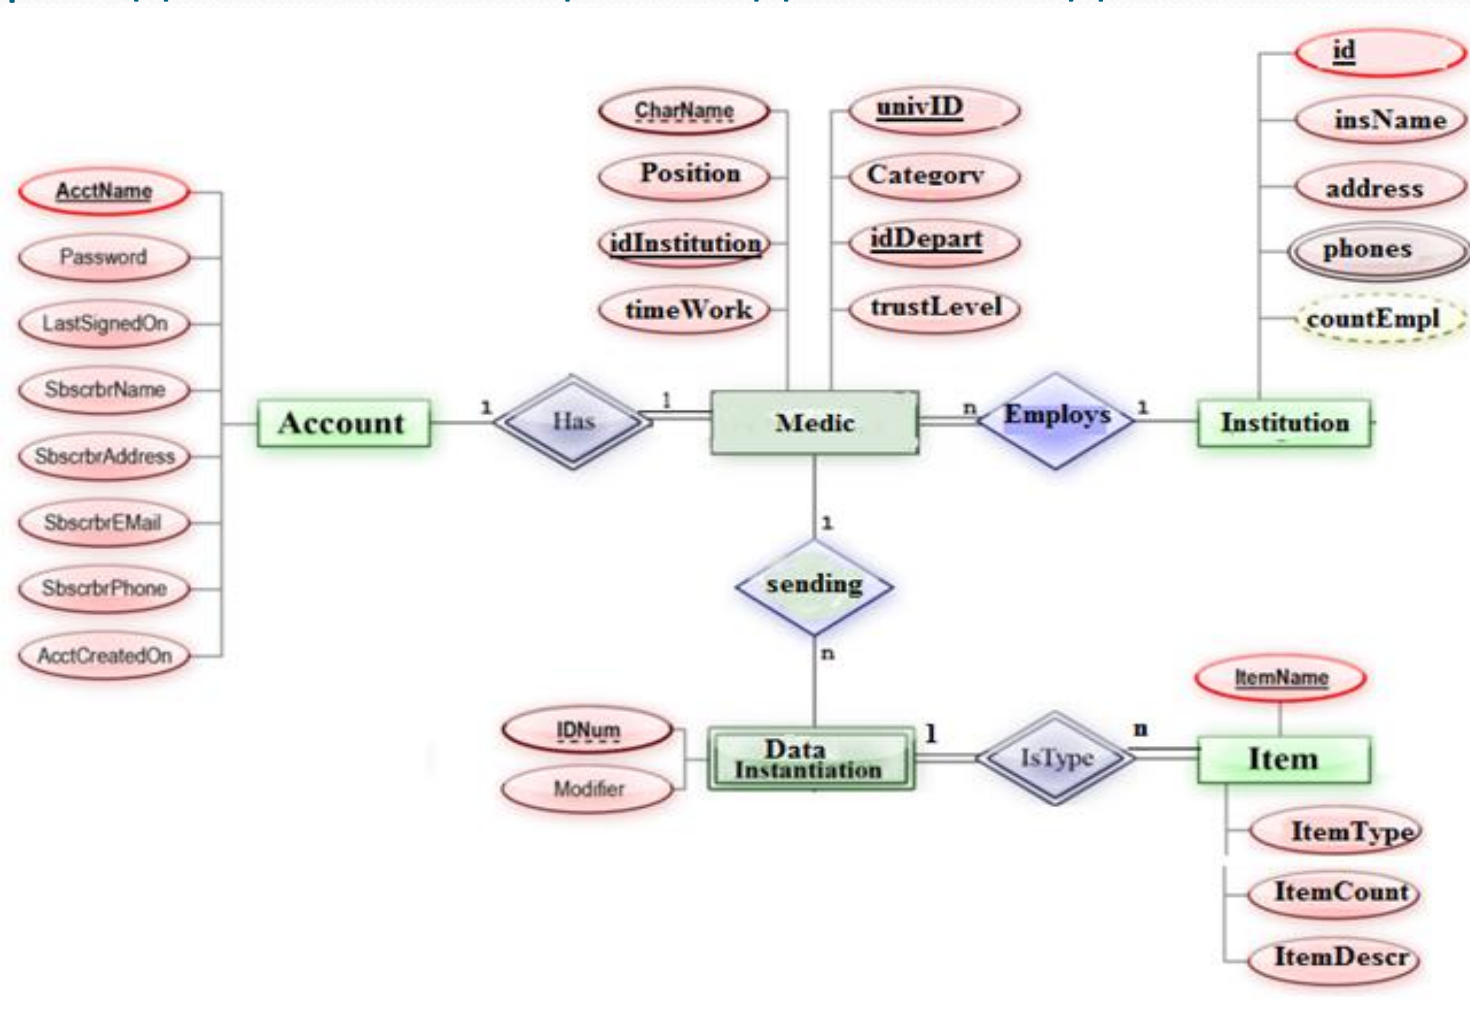 id
CharName
univID
insName
Position
Category
AcctName
address
Password
idInstitution
idDepart
phones
LastSignedOn
timeWork
trustLevel
countEmpl
SbscrbrName
Account
1
Has
1
Medic
n
Employs
1
Institution
SbscrbrAddress
SbscrbrEMail
1
SbscrbrPhone
sending
AcctCreatedOn
n
ItemName
IDNum
Modifier
Data
Instantiation
1
IsType
n
Item
ItemType
ItemCount
ItemDescr